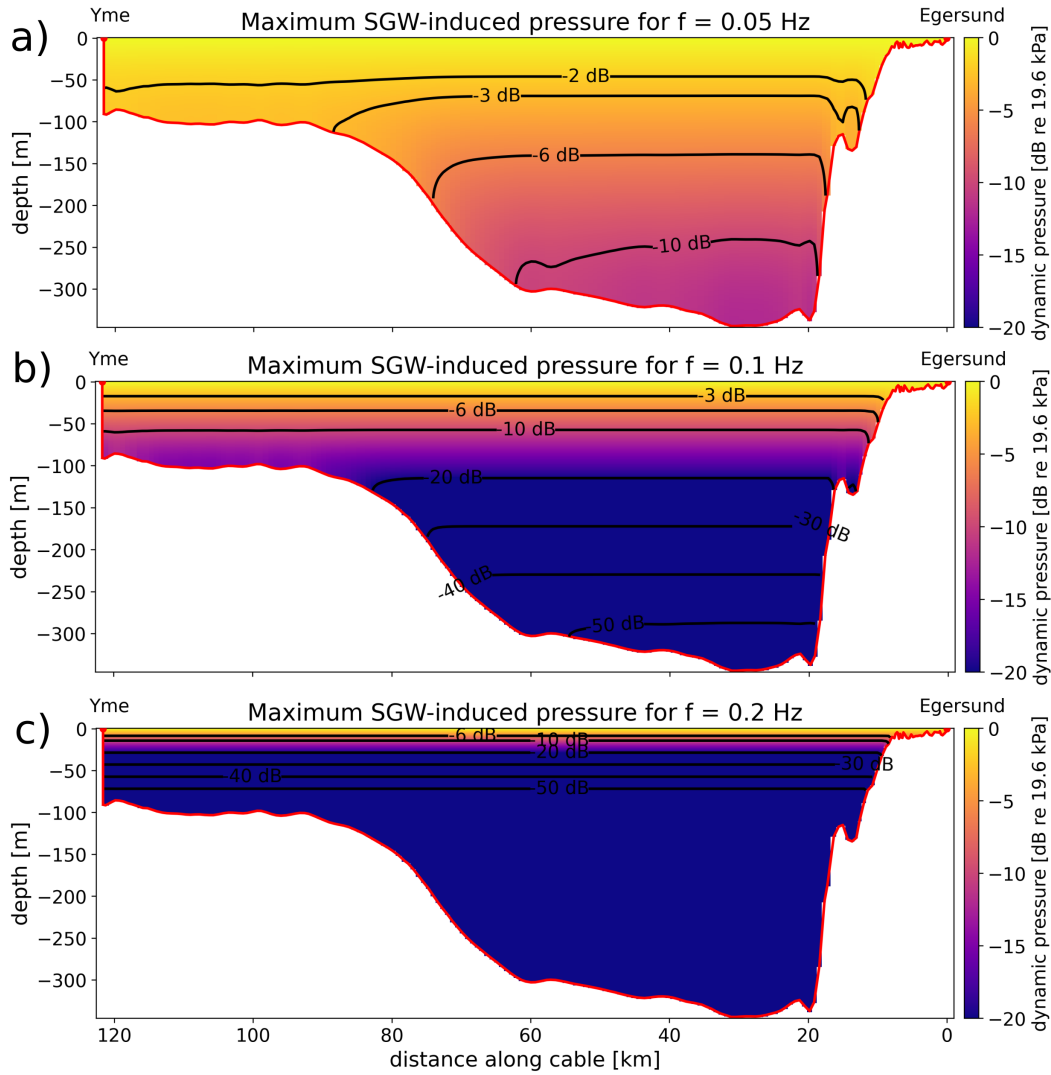 a)
Yme
Maximum SGW-induced pressure for f = 0.05 Hz
Egersund
0
−50
−100
−150
−200
−250
−300
depth [m]
-2 dB
-3 dB
-6 dB
-10 dB
0
−5
−10
−15
−20
dynamic pressure [dB re 19.6 kPa]
b)
Yme
Maximum SGW-induced pressure for f = 0.1 Hz
Egersund
0
−50
−100
−150
−200
−250
−300
depth [m]
-3 dB
-6 dB
-10 dB
-20 dB
-30 dB
-40 dB
-50 dB
0
−5
−10
−15
−20
dynamic pressure [dB re 19.6 kPa]
c)
Yme
Maximum SGW-induced pressure for f = 0.2 Hz
Egersund
0
−50
−100
−150
−200
−250
−300
depth [m]
-6 dB
-10 dB
-20 dB
-30 dB
-40 dB
-50 dB
0
−5
−10
−15
−20
dynamic pressure [dB re 19.6 kPa]
120 100 80 60 40 20 0
distance along cable [km]